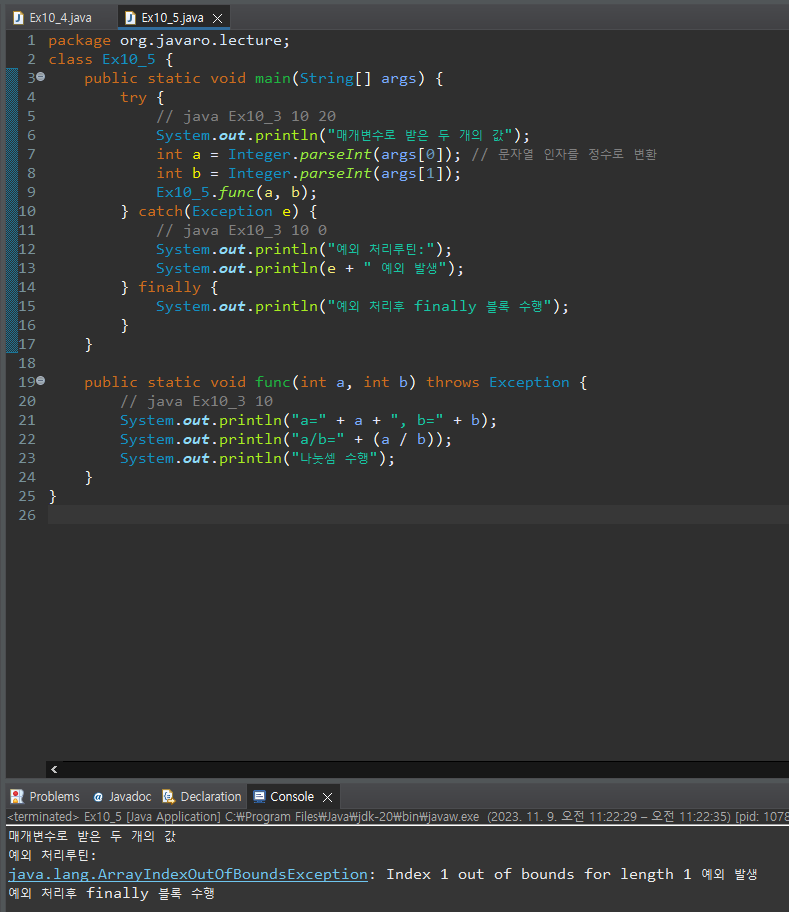 Ex10_4.java Ex10_5.java
1 package org.javaro.lecture;
2 class Ex10_5 {
3 public static void main(String[] args) {
4 try {
5 // java Ex10_3 10 20
6 System.out.println("매개변수로 받은 두 개의 값");
7 int a = Integer.parseInt(args[0]); // 문자열 인자를 정수로 변환
8 int b = Integer.parseInt(args[1]);
9 Ex10_5.func(a, b);
10 } catch(Exception e) {
11 // java Ex10_3 10 0
12 System.out.println("예외 처리루틴:");
13 System.out.println(e + " 예외 발생");
14 } finally {
15 System.out.println("예외 처리후 finally 블록 수행");
16 }
17 }
18
19 public static void func(int a, int b) throws Exception {
20 // java Ex10_3 10
21 System.out.println("a=" + a + ", b=" + b);
22 System.out.println("a/b=" + (a / b));
23 System.out.println("나눗셈 수행");
24 }
25 }
26
Problems Javadoc Declaration Console
<terminated> Ex10_5 [Java Application] C:₩Program Files₩Java₩jdk-20₩bin₩javaw.exe (2023. 11. 9. 오전 11:22:29 – 오전 11:22:35) [pid: 1078
매개변수로 받은 두 개의 값
예외 처리루틴:
java.lang.ArrayIndexOutOfBoundsException: Index 1 out of bounds for length 1 예외 발생
예외 처리후 finally 블록 수행